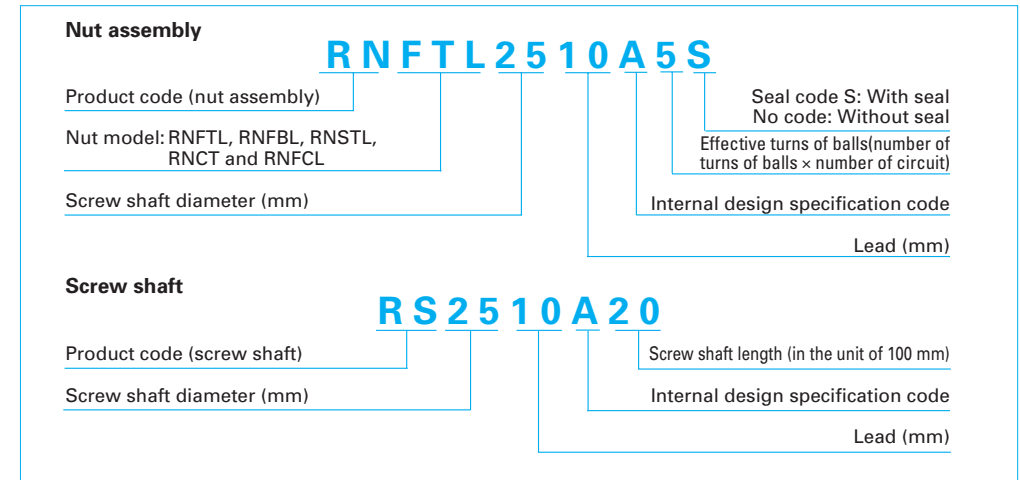 Nut assembly
RNFTL2510A5S
Product code (nut assembly)
Seal code S: With seal
No code: Without seal
Nut model: RNFTL, RNFBL, RNSTL,
RNCT and RNFCL
Effective turns of balls(number of
turns of balls × number of circuit)
Screw shaft diameter (mm)
Internal design specification code
Lead (mm)
Screw shaft
RS2510A20
Product code (screw shaft)
Screw shaft length (in the unit of 100 mm)
Screw shaft diameter (mm)
Internal design specification code
Lead (mm)